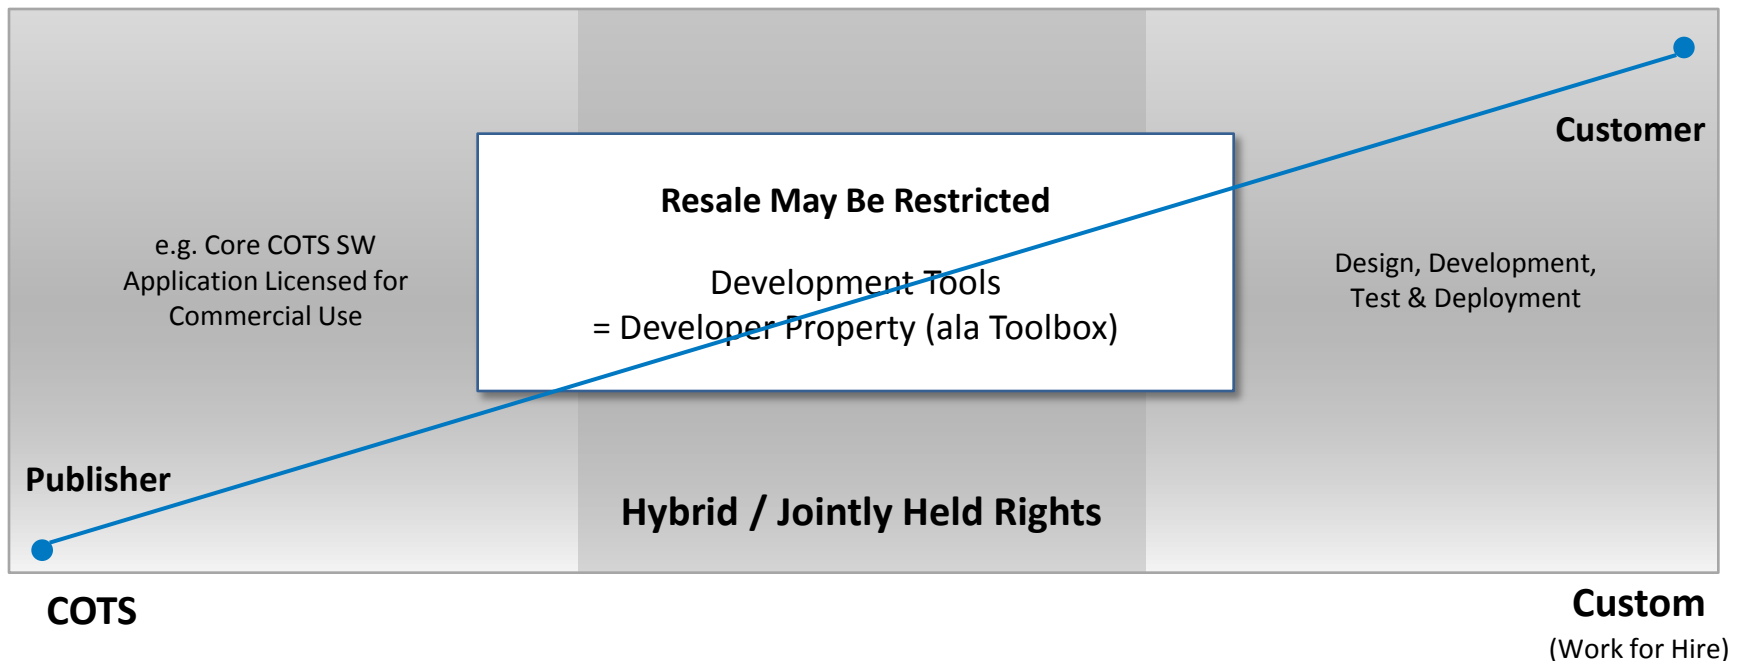 Customer
Resale May Be Restricted
e.g. Core COTS SW
Application Licensed for
Commercial Use
Development Tools
= Developer Property (ala Toolbox)
Design, Development,
Test & Deployment
Publisher
Hybrid / Jointly Held Rights
COTS
Custom
(Work for Hire)